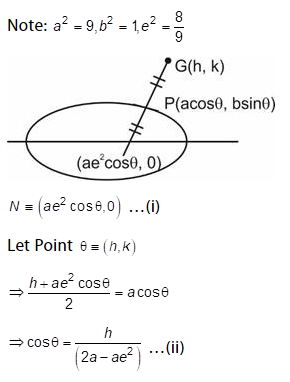 Note: a² = 9, b² = 1, e² = 8/9
G(h, k)
P(acosθ, bsinθ)
(ae²cosθ, 0)
N ≡ (ae² cosθ, 0) ...(i)
Let Point θ ≡ (h, k)
⇒ (h + ae² cosθ)/2 = a cosθ
⇒ cosθ = h/(2a − ae²) ...(ii)